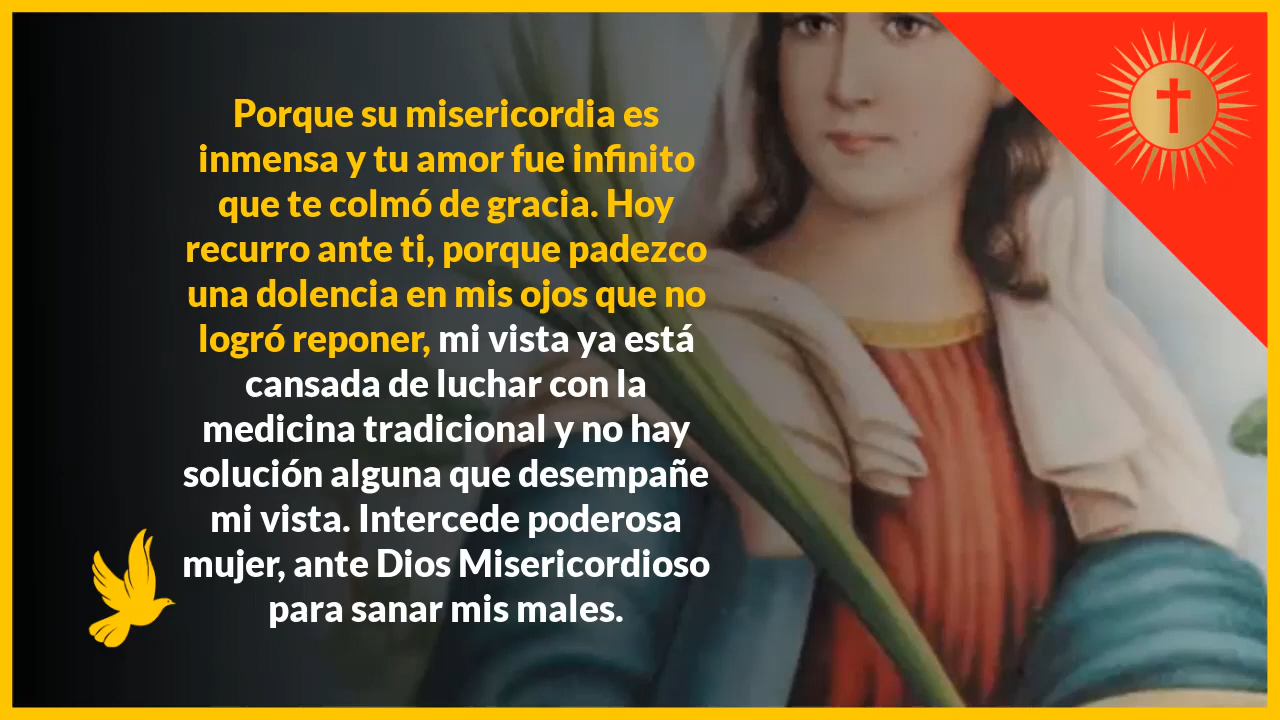 Porque su misericordia es
inmensa y tu amor fue infinito
que te colmó de gracia. Hoy
recurro ante ti, porque padezco
una dolencia en mis ojos que no
logró reponer, mi vista ya está
cansada de luchar con la
medicina tradicional y no hay
solución alguna que desempañe
mi vista. Intercede poderosa
mujer, ante Dios Misericordioso
para sanar mis males.